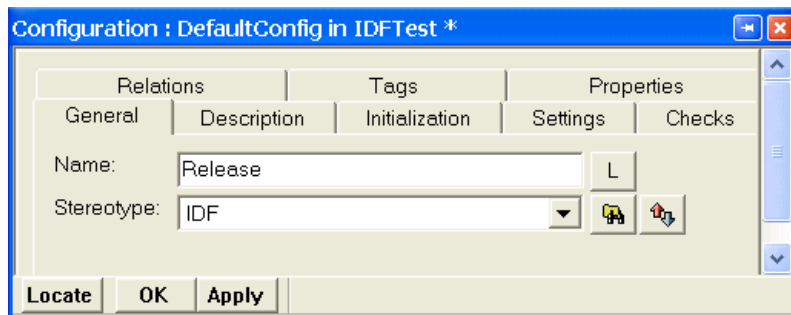 Configuration : DefaultConfig in IDFTest *
Relations Tags Properties
General Description Initialization Settings Checks
Name: Release L
Stereotype: IDF
Locate OK Apply